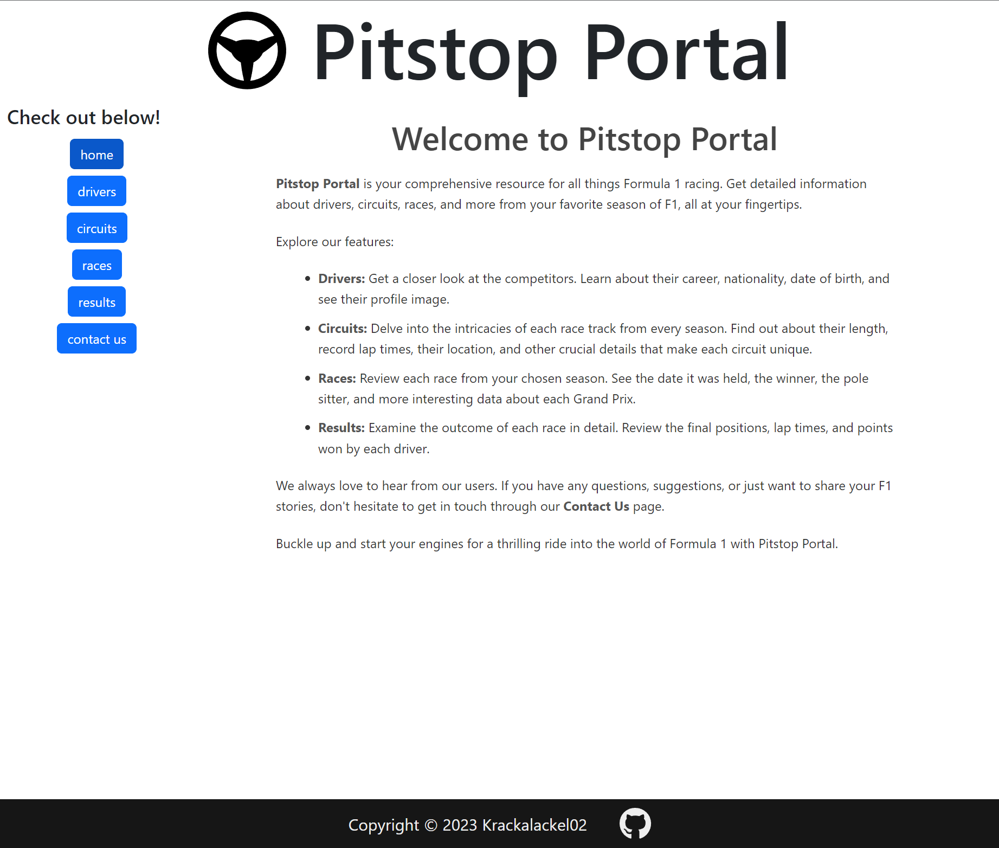 Pitstop Portal
Check out below!
home
drivers
circuits
races
results
contact us
Welcome to Pitstop Portal
Pitstop Portal is your comprehensive resource for all things Formula 1 racing. Get detailed information
about drivers, circuits, races, and more from your favorite season of F1, all at your fingertips.
Explore our features:
• Drivers: Get a closer look at the competitors. Learn about their career, nationality, date of birth, and
see their profile image.
• Circuits: Delve into the intricacies of each race track from every season. Find out about their length,
record lap times, their location, and other crucial details that make each circuit unique.
• Races: Review each race from your chosen season. See the date it was held, the winner, the pole
sitter, and more interesting data about each Grand Prix.
• Results: Examine the outcome of each race in detail. Review the final positions, lap times, and points
won by each driver.
We always love to hear from our users. If you have any questions, suggestions, or just want to share your F1
stories, don't hesitate to get in touch through our Contact Us page.
Buckle up and start your engines for a thrilling ride into the world of Formula 1 with Pitstop Portal.
Copyright © 2023 Krackalackel02